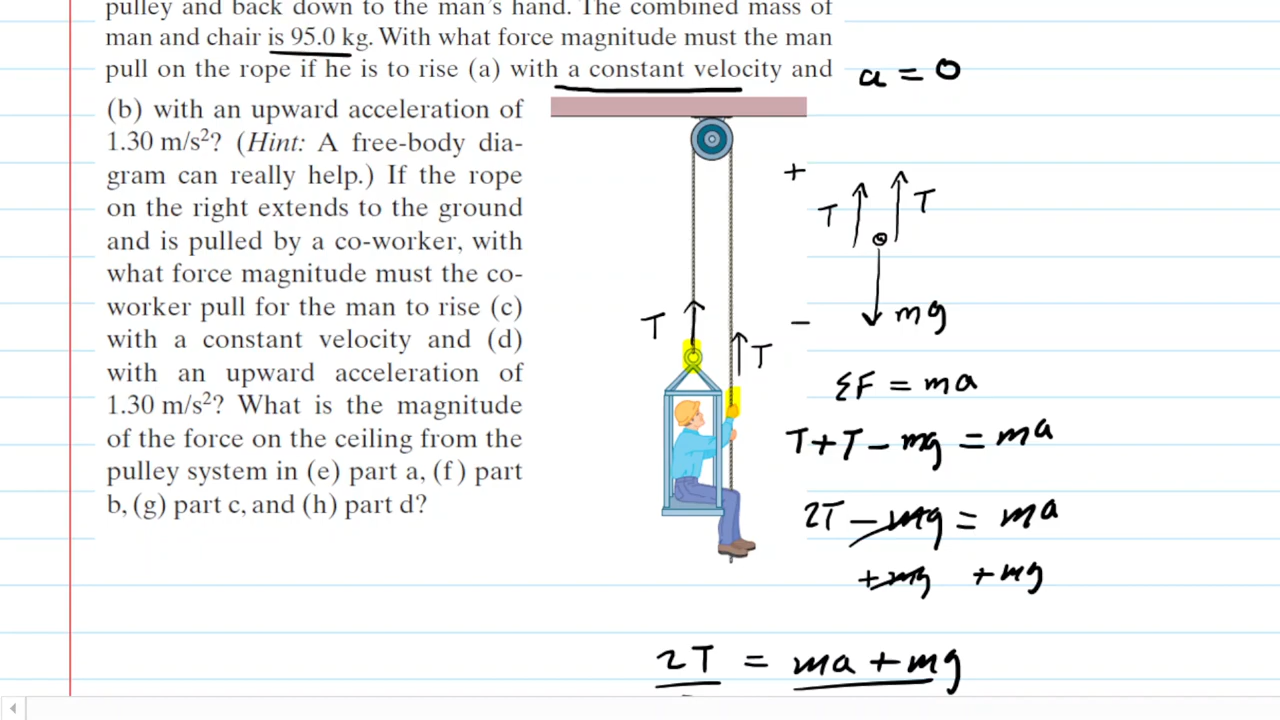 pulley and back down to the man's hand. The combined mass of
man and chair is 95.0 kg. With what force magnitude must the man
pull on the rope if he is to rise (a) with a constant velocity and
a = 0
(b) with an upward acceleration of
1.30 m/s²? (Hint: A free-body dia-
gram can really help.) If the rope
on the right extends to the ground
and is pulled by a co-worker, with
what force magnitude must the co-
worker pull for the man to rise (c)
with a constant velocity and (d)
with an upward acceleration of
1.30 m/s²? What is the magnitude
of the force on the ceiling from the
pulley system in (e) part a, (f) part
b, (g) part c, and (h) part d?
T
T
+
T
T
mg
−
ΣF = ma
T+T−mg = ma
2T −mg = ma
+mg +mg
2T = ma + mg